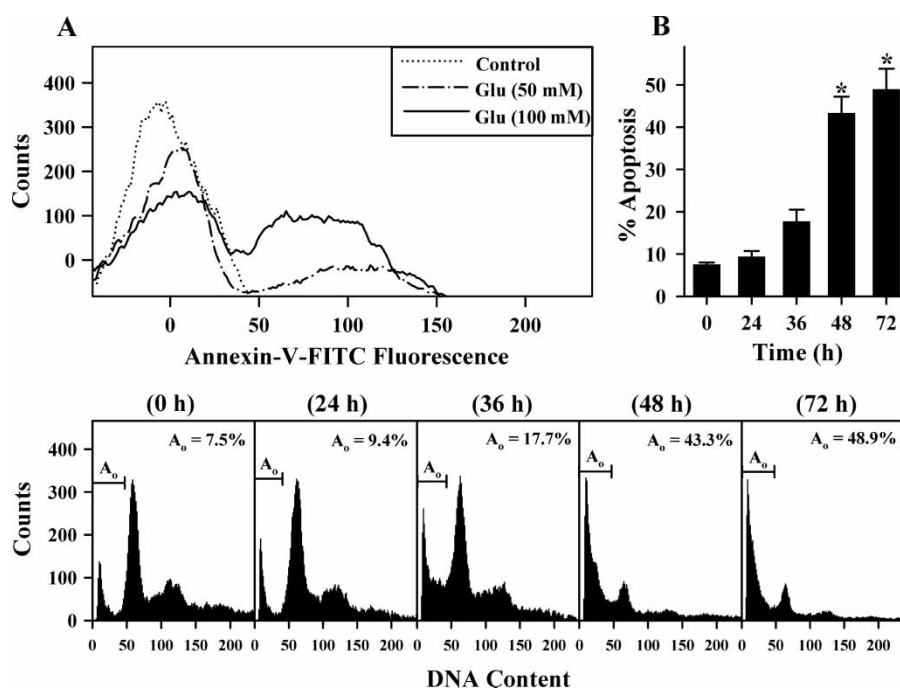 A
Control
Glu (50 mM)
Glu (100 mM)
Counts
400
300
200
100
0
0 50 100 150 200
Annexin-V-FITC Fluorescence
B
% Apoptosis
50
40
30
20
10
0
* *
0 24 36 48 72
Time (h)
(0 h) (24 h) (36 h) (48 h) (72 h)
Ao = 7.5% Ao = 9.4% Ao = 17.7% Ao = 43.3% Ao = 48.9%
Ao Ao Ao Ao Ao
Counts
400
300
200
100
0
0 50 100 150 200 0 50 100 150 200 0 50 100 150 200 0 50 100 150 200 0 50 100 150 200
DNA Content